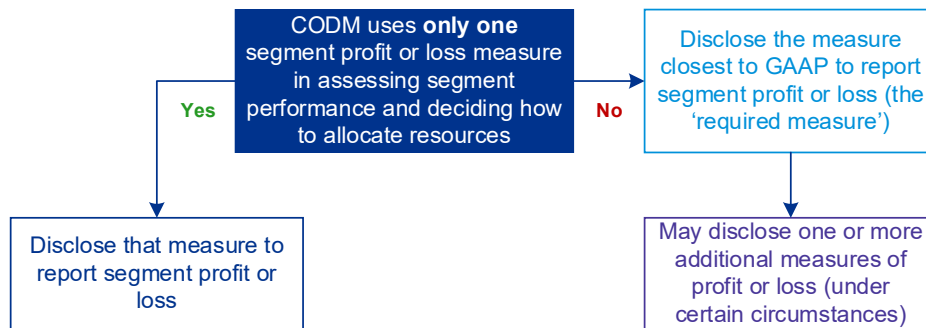 CODM uses only one
segment profit or loss measure
in assessing segment
performance and deciding how
to allocate resources
Yes
No
Disclose the measure
closest to GAAP to report
segment profit or loss (the
‘required measure’)
Disclose that measure to
report segment profit or
loss
May disclose one or more
additional measures of
profit or loss (under
certain circumstances)